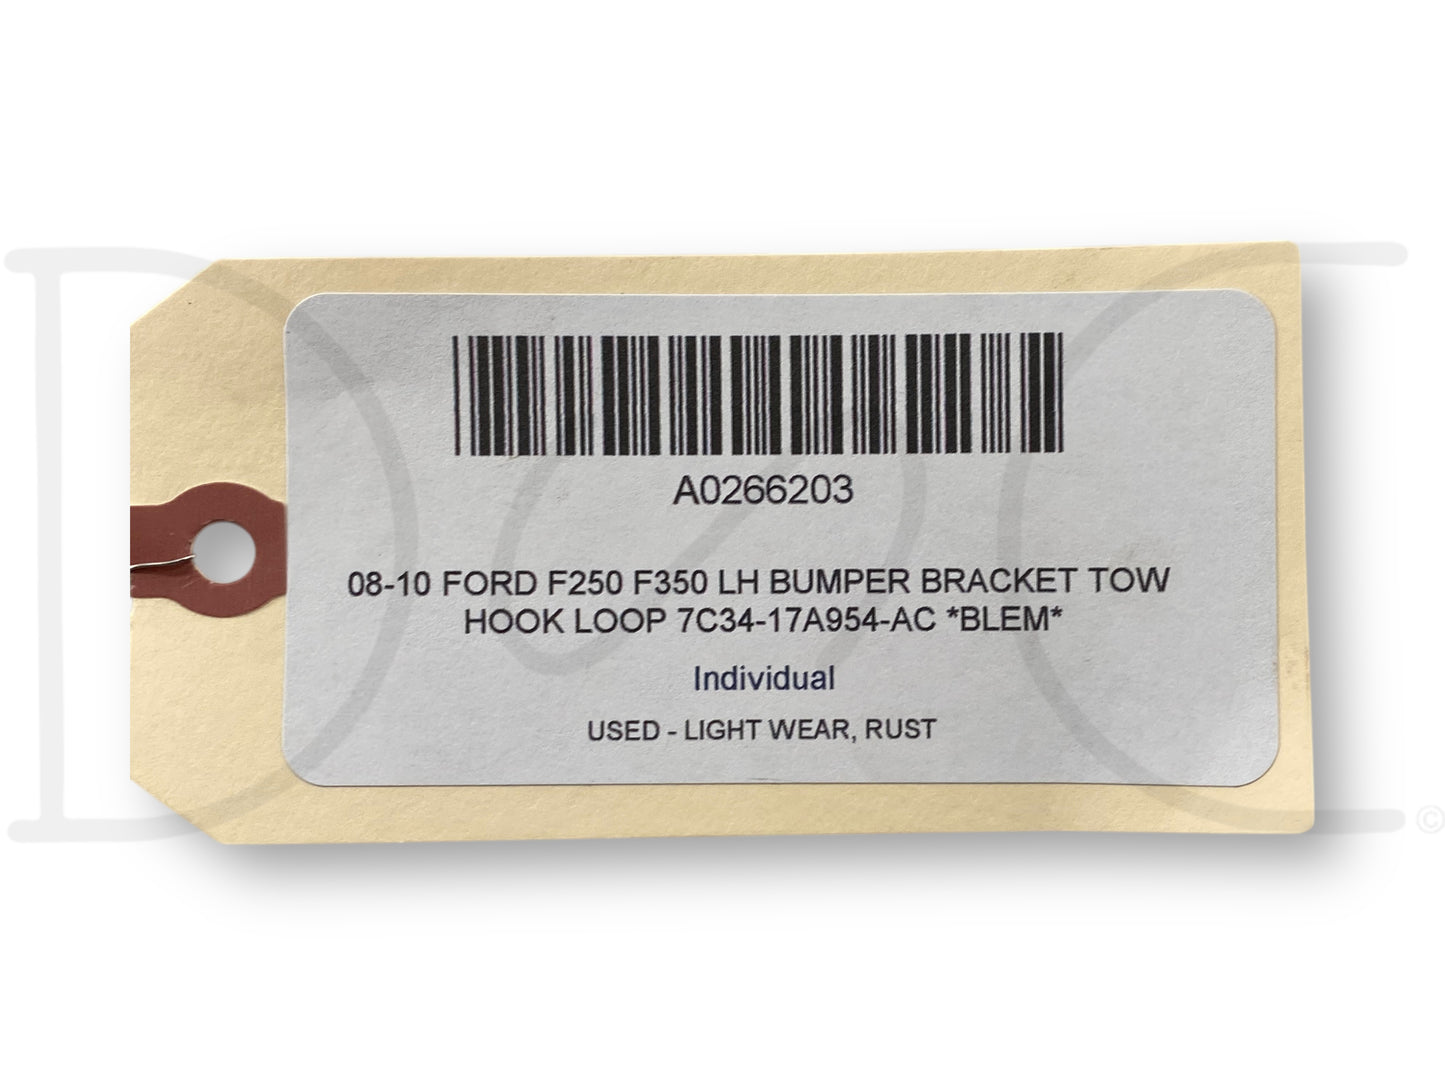 A0266203
08-10 FORD F250 F350 LH BUMPER BRACKET TOW
HOOK LOOP 7C34-17A954-AC *BLEM*
Individual
USED - LIGHT WEAR, RUST
©